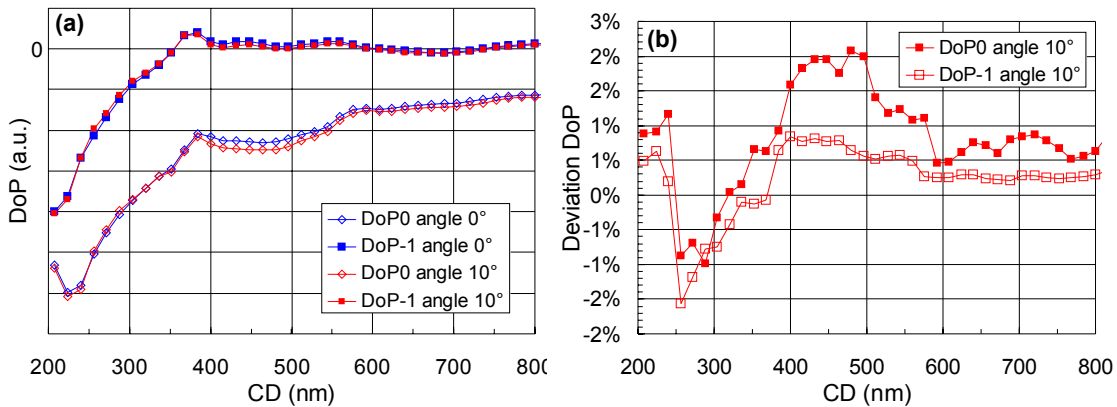 (a)
0
DoP (a.u.)
DoP0 angle 0°
DoP-1 angle 0°
DoP0 angle 10°
DoP-1 angle 10°
200 300 400 500 600 700 800
CD (nm)
(b)
3%
2%
2%
1%
1%
0%
-1%
-1%
-2%
-2%
Deviation DoP
DoP0 angle 10°
DoP-1 angle 10°
200 300 400 500 600 700 800
CD (nm)